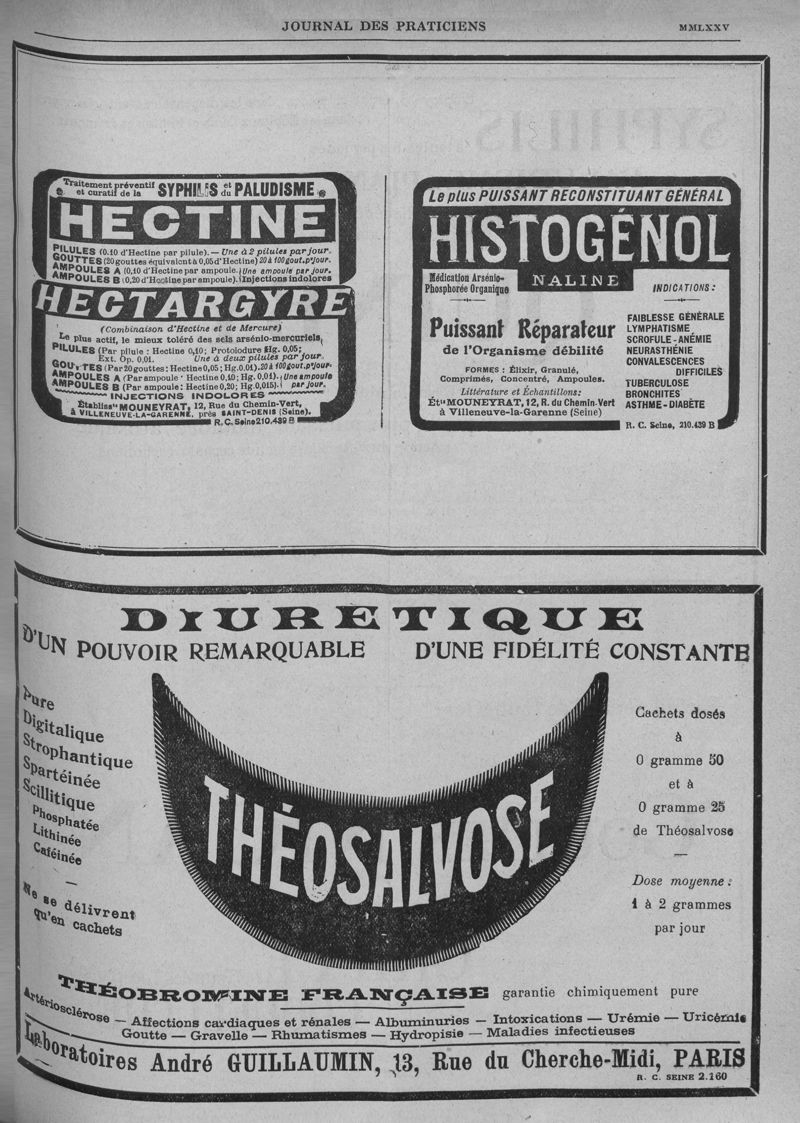 JOURNAL DES PRATICIENS
MMLXXV
Traitement préventif
et curatif de la
SYPHILIS et du PALUDISME
HECTINE
PILULES (0.10 d'Hectine par pilule). — Une à 2 pilules par jour.
GOUTTES (20 gouttes équivalent à 0,05 d'Hectine) 20 à 100 gout. p' jour.
AMPOULES A (0,10 d'Hectine par ampoule.) Une ampoule par jour.
AMPOULES B (0,20 d'Hectine par ampoule). Injections indolores
HECTARGYRE
(Combinaison d'Hectine et de Mercure)
Le plus actif, le mieux toléré des sels arsénio-mercuriels,
PILULES (Par pilule : Hectine 0,10; Protoiodure Hg. 0,05;
Ext. Op. 0,01. Une à deux pilules par jour.
GOUTTES (Par 20 gouttes : Hectine 0,05; Hg. 0.01). 20 à 100 gout. p' jour.
AMPOULES A (Par ampoule · Hectine 0,10; Hg. 0,01). Une ampoule
AMPOULES B (Par ampoule : Hectine 0,20; Hg. 0,015). par jour.
INJECTIONS INDOLORES
Établiss ts MOUNEYRAT, 12, Rue du Chemin-Vert,
à VILLENEUVE-LA-GARENNE, près SAINT-DENIS (Seine).
R. C. Seine 210.439 B
Le plus PUISSANT RECONSTITUANT GÉNÉRAL
HISTOGÉNOL
Médication Arsénio-
Phosphorée Organique
NALINE
Puissant Réparateur
de l'Organisme débilité
FORMES : Élixir, Granulé,
Comprimés, Concentré, Ampoules.
Littérature et Échantillons:
Ét ts MOUNEYRAT, 12, R. du Chemin-Vert
à Villeneuve-la-Garenne (Seine)
INDICATIONS :
FAIBLESSE GÉNÉRALE
LYMPHATISME
SCROFULE - ANÉMIE
NEURASTHÉNIE
CONVALESCENCES
DIFFICILES
TUBERCULOSE
BRONCHITES
ASTHME - DIABÈTE
R. C. Seine, 210.439 B
DIURETIQUE
D'UN POUVOIR REMARQUABLE D'UNE FIDÉLITÉ CONSTANTE
Pure
Digitalique
Strophantique
Spartéinée
Scillitique
Phosphatée
Lithinée
Caféinée
Ne se délivrent
qu'en cachets
THÉOSALVOSE
Cachets dosés
à
0 gramme 50
et à
0 gramme 25
de Théosalvose
Dose moyenne :
1 à 2 grammes
par jour
THÉOBROMINE FRANÇAISE garantie chimiquement pure
Artériosclérose — Affections cardiaques et rénales — Albuminuries — Intoxications — Urémie — Uricémie
Goutte — Gravelle — Rhumatismes — Hydropisie — Maladies infectieuses
Laboratoires André GUILLAUMIN, 13, Rue du Cherche-Midi, PARIS
R. C. SEINE 2.160